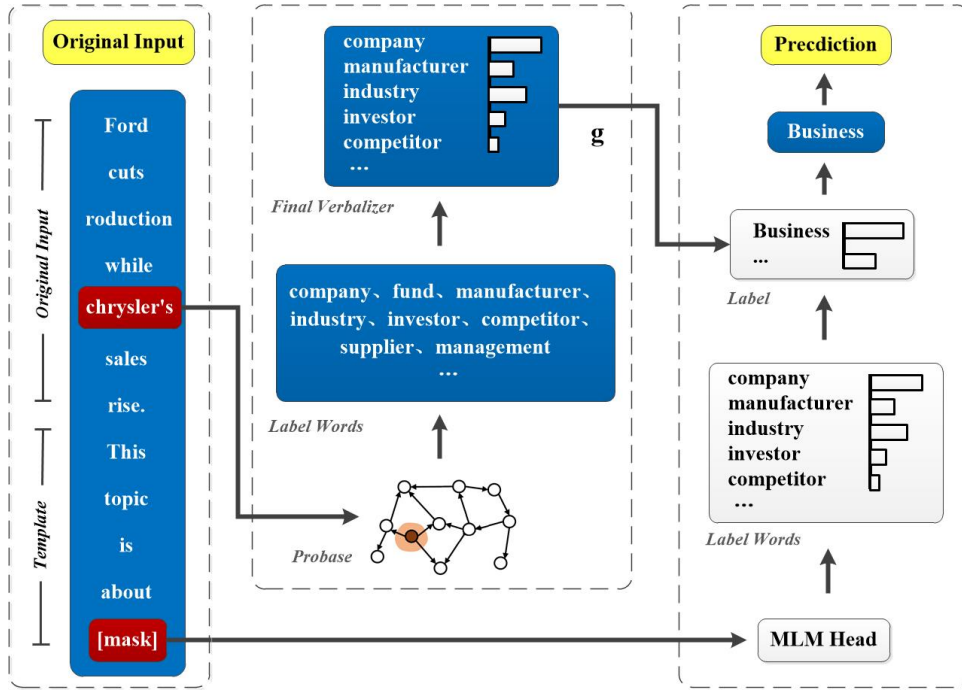 Original Input
Original Input
Template
Ford
cuts
roduction
while
chrysler's
sales
rise.
This
topic
is
about
[mask]
company
manufacturer
industry
investor
competitor
...
Final Verbalizer
company、fund、manufacturer、
industry、investor、competitor、
supplier、management
...
Label Words
Probase
g
Precdiction
Business
Business
...
Label
company
manufacturer
industry
investor
competitor
...
Label Words
MLM Head